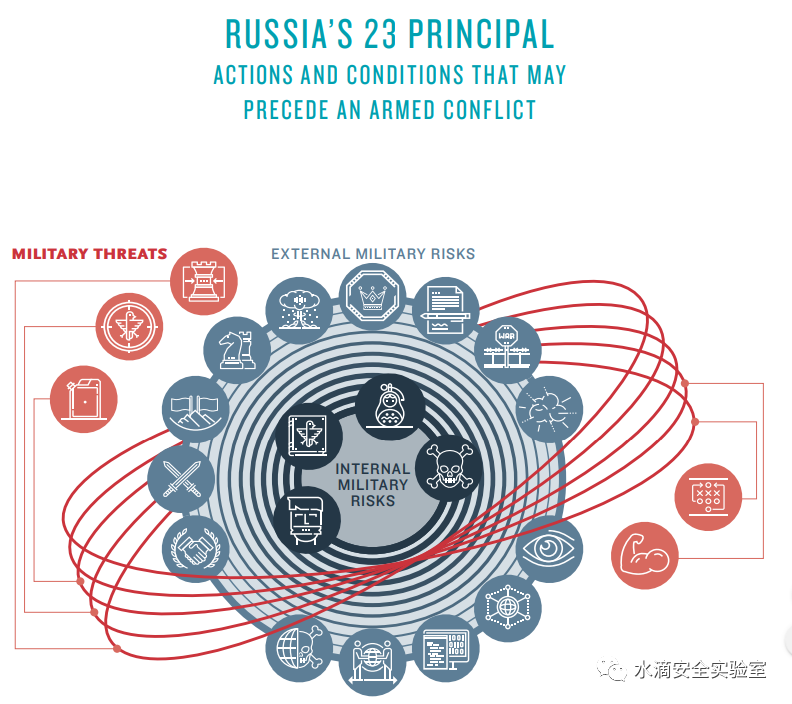 RUSSIA'S 23 PRINCIPAL
ACTIONS AND CONDITIONS THAT MAY
PRECEDE AN ARMED CONFLICT
MILITARY THREATS
EXTERNAL MILITARY RISKS
WAR
INTERNAL
MILITARY
RISKS
水滴安全实验室